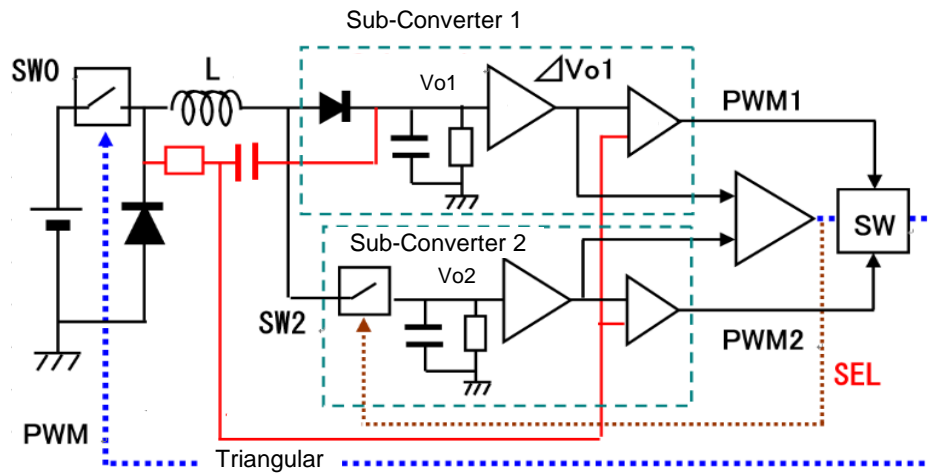 Sub-Converter 1
SW0
L
Vo1
⊿Vo1
PWM1
SW
Sub-Converter 2
Vo2
SW2
PWM2
SEL
PWM
Triangular